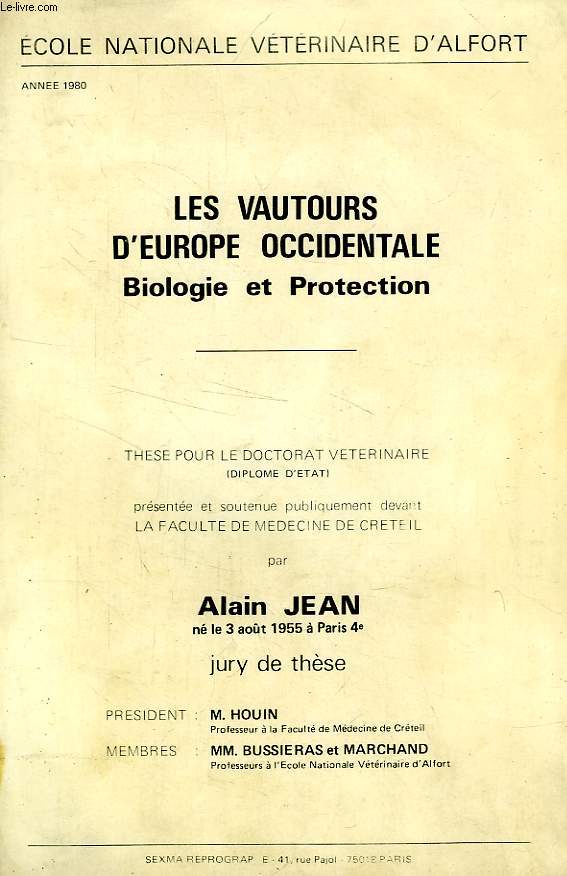 Le-livre.com
ÉCOLE NATIONALE VÉTÉRINAIRE D'ALFORT
ANNEE 1980
LES VAUTOURS
D'EUROPE OCCIDENTALE
Biologie et Protection
THESE POUR LE DOCTORAT VETERINAIRE
(DIPLOME D'ETAT)
présentée et soutenue publiquement devant
LA FACULTE DE MEDECINE DE CRETEIL
par
Alain JEAN
né le 3 août 1955 à Paris 4e
jury de thèse
PRESIDENT : M. HOUIN
Professeur à la Faculté de Médecine de Créteil
MEMBRES : MM. BUSSIERAS et MARCHAND
Professeurs à l'Ecole Nationale Vétérinaire d'Alfort
SEXMA REPROGRAP E - 41, rue Pajol - 75018 PARIS